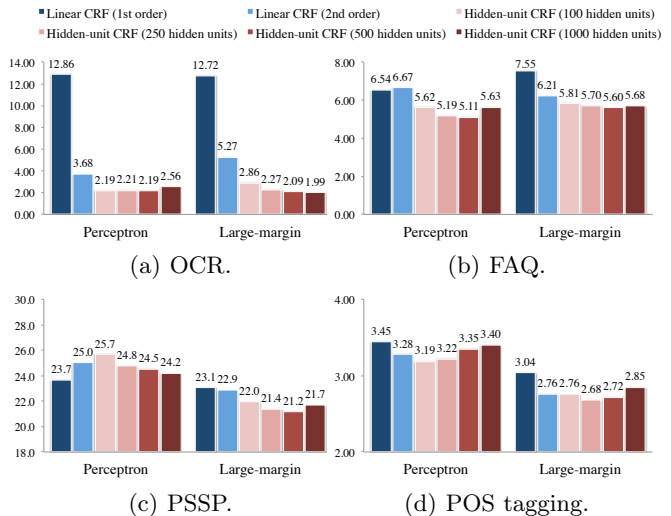 Linear CRF (1st order) Linear CRF (2nd order) Hidden-unit CRF (100 hidden units)
Hidden-unit CRF (250 hidden units) Hidden-unit CRF (500 hidden units) Hidden-unit CRF (1000 hidden units)
14.00
12.00
10.00
8.00
6.00
4.00
2.00
0.00
12.86 3.68 2.19 2.21 2.19 2.56
12.72 5.27 2.86 2.27 2.09 1.99
Perceptron Large-margin
(a) OCR.
8.00
6.00
4.00
2.00
0.00
6.54 6.67 5.62 5.19 5.11 5.63
7.55 6.21 5.81 5.70 5.60 5.68
Perceptron Large-margin
(b) FAQ.
30.0
28.0
26.0
24.0
22.0
20.0
18.0
23.7 25.0 25.7 24.8 24.5 24.2
23.1 22.9 22.0 21.4 21.2 21.7
Perceptron Large-margin
(c) PSSP.
4.00
3.00
2.00
3.45 3.28 3.19 3.22 3.35 3.40
3.04 2.76 2.76 2.68 2.72 2.85
Perceptron Large-margin
(d) POS tagging.